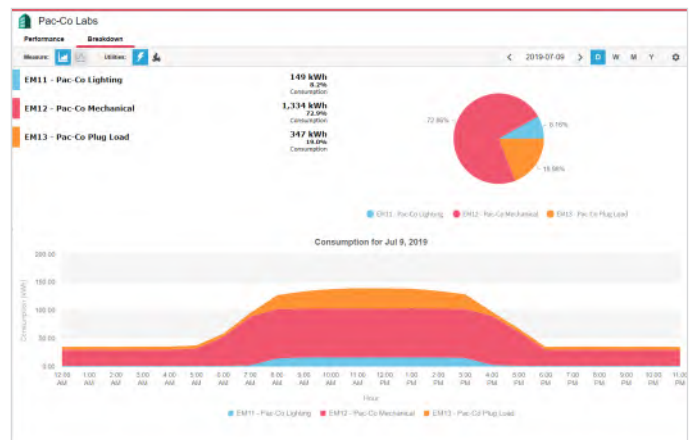 Pac-Co Labs
Performance Breakdown
Measure: Utilities: 2019-07-09 D W M Y
EM11 - Pac-Co Lighting 149 kWh
8.2%
Consumption
EM12 - Pac-Co Mechanical 1,334 kWh
72.9%
Consumption
EM13 - Pac-Co Plug Load 347 kWh
19.0%
Consumption
EM11 - Pac-Co Lighting EM12 - Pac-Co Mechanical EM13 - Pac-Co Plug Load
Consumption for Jul 9, 2019
Consumption (kWh)
200.00
150.00
100.00
50.00
0.00
12:00 AM 1:00 AM 2:00 AM 3:00 AM 4:00 AM 5:00 AM 6:00 AM 7:00 AM 8:00 AM 9:00 AM 10:00 AM 11:00 AM 12:00 PM 1:00 PM 2:00 PM 3:00 PM 4:00 PM 5:00 PM 6:00 PM 7:00 PM 8:00 PM 9:00 PM 10:00 PM 11:00 PM
Hour
EM11 - Pac-Co Lighting EM12 - Pac-Co Mechanical EM13 - Pac-Co Plug Load